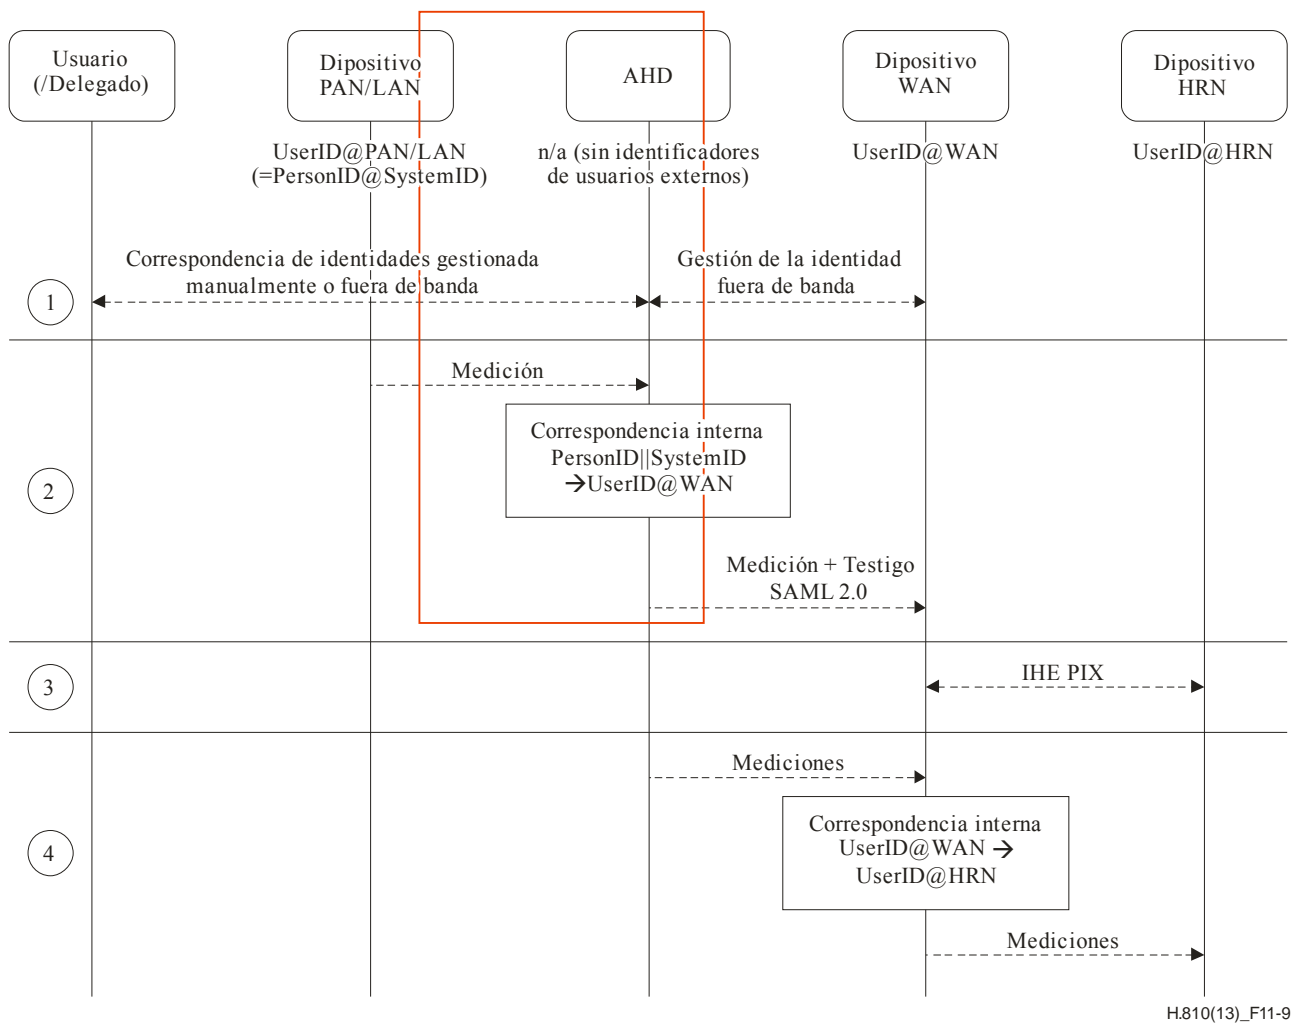 Usuario
(/Delegado)
Dipositivo
PAN/LAN
AHD
Dipositivo
WAN
Dipositivo
HRN
UserID@PAN/LAN
(=PersonID@SystemID)
n/a (sin identificadores
de usuarios externos)
UserID@WAN
UserID@HRN
1
Correspondencia de identidades gestionada
manualmente o fuera de banda
Gestión de la identidad
fuera de banda
2
Medición
Correspondencia interna
PersonID||SystemID
→UserID@WAN
Medición + Testigo
SAML 2.0
3
IHE PIX
4
Mediciones
Correspondencia interna
UserID@WAN →
UserID@HRN
Mediciones
H.810(13)_F11-9